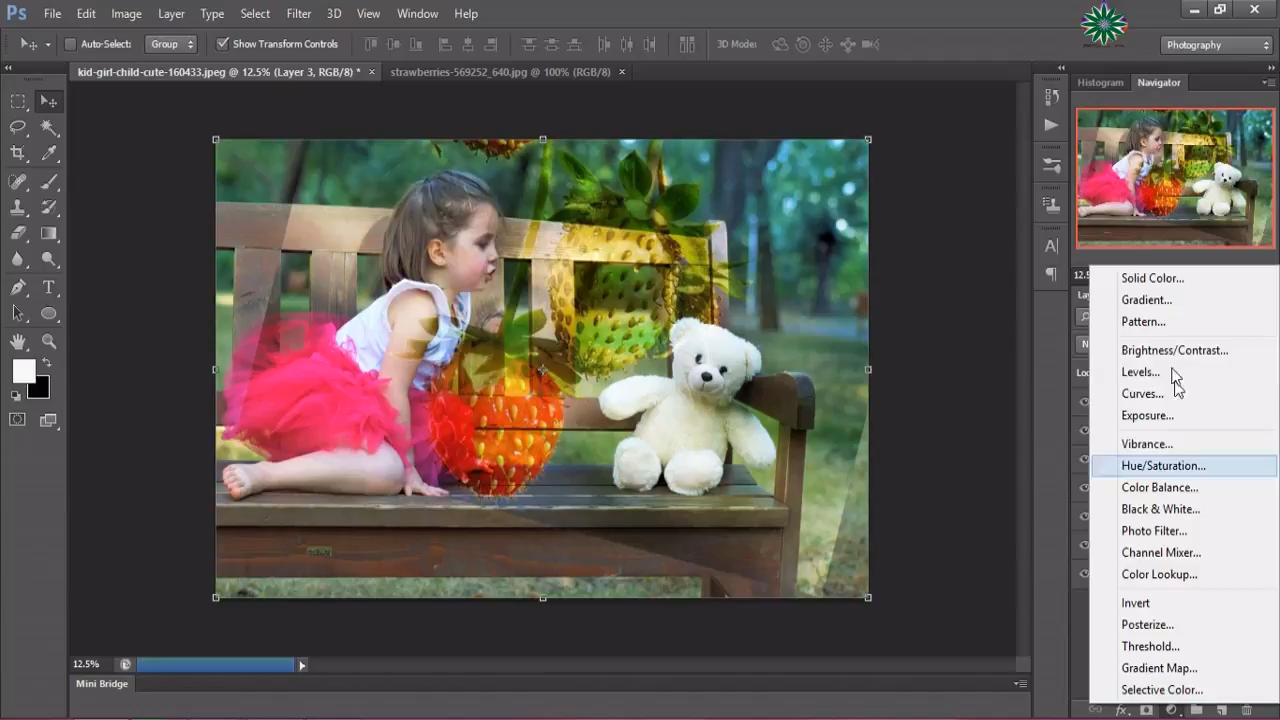 Ps File Edit Image Layer Type Select Filter 3D View Window Help
Auto-Select: Group Show Transform Controls 3D Mode: Photography
kid-girl-child-cute-160433.jpeg @ 12.5% (Layer 3, RGB/8) * × strawberries-569252_640.jpg @ 100% (RGB/8) ×
Histogram Navigator
Solid Color...
Gradient...
Pattern...
Brightness/Contrast...
Levels...
Curves...
Exposure...
Vibrance...
Hue/Saturation...
Color Balance...
Black & White...
Photo Filter...
Channel Mixer...
Color Lookup...
Invert
Posterize...
Threshold...
Gradient Map...
Selective Color...
12.5%
Mini Bridge